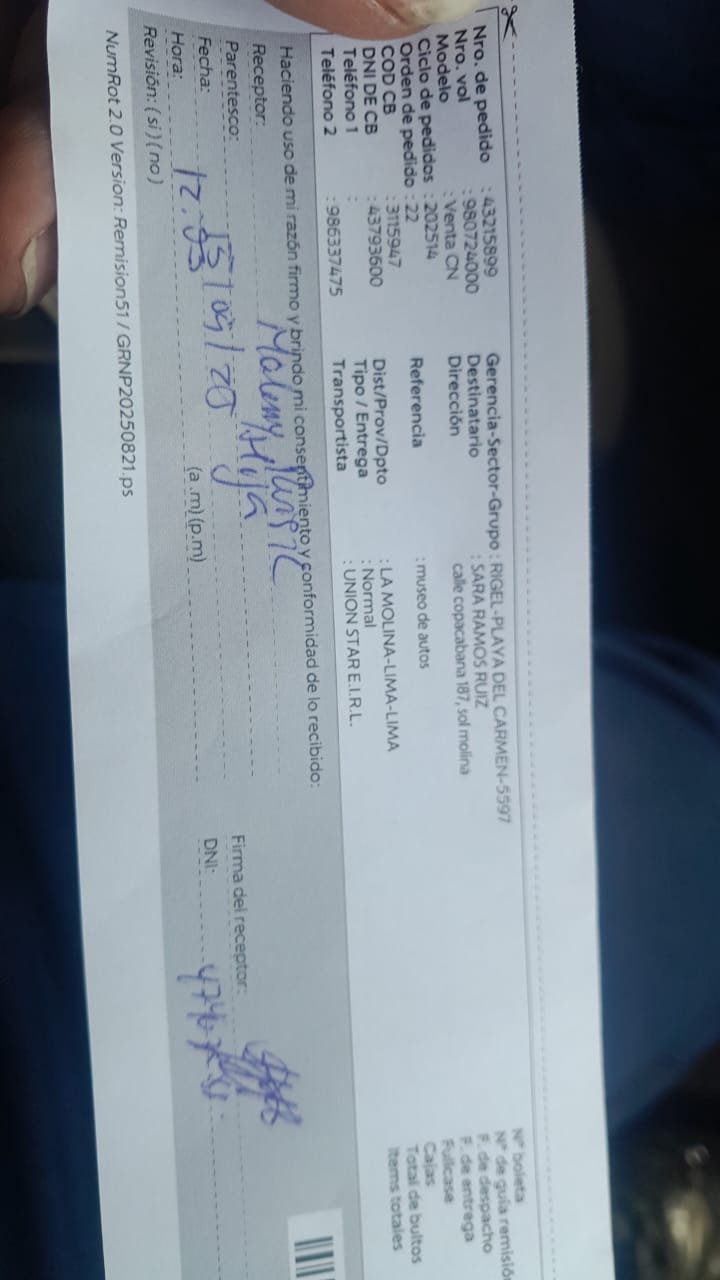 Nro. de pedido : 43215899
Nro. vol : 980724000
Modelo : Venta CN
Ciclo de pedidos : 202514
Orden de pedido : 22
COD CB : 3115947
DNI DE CB : 43793600
Teléfono 1 :
Teléfono 2 : 986337475
Gerencia-Sector-Grupo : RIGEL-PLAYA DEL CARMEN-5597
Destinatario : SARA RAMOS RUIZ
Dirección calle copacabana 187, sol molina
Referencia : museo de autos
Dist/Prov/Dpto : LA MOLINA-LIMA-LIMA
Tipo / Entrega : Normal
Transportista : UNION STAR E.I.R.L.
N° boleta
N° de guía remisió
F. de despacho
F. de entrega
Fullcase
Cajas
Total de bultos
Items totales
Haciendo uso de mi razón firmo y brindo mi consentimiento y conformidad de lo recibido:
Receptor:
Parentesco: Hija
Fecha:
Hora: (a .m) (p.m)
Revisión: ( si ) ( no )
Firma del receptor:
DNI:
NumRot 2.0 Version: Remision51 / GRNP20250821.ps